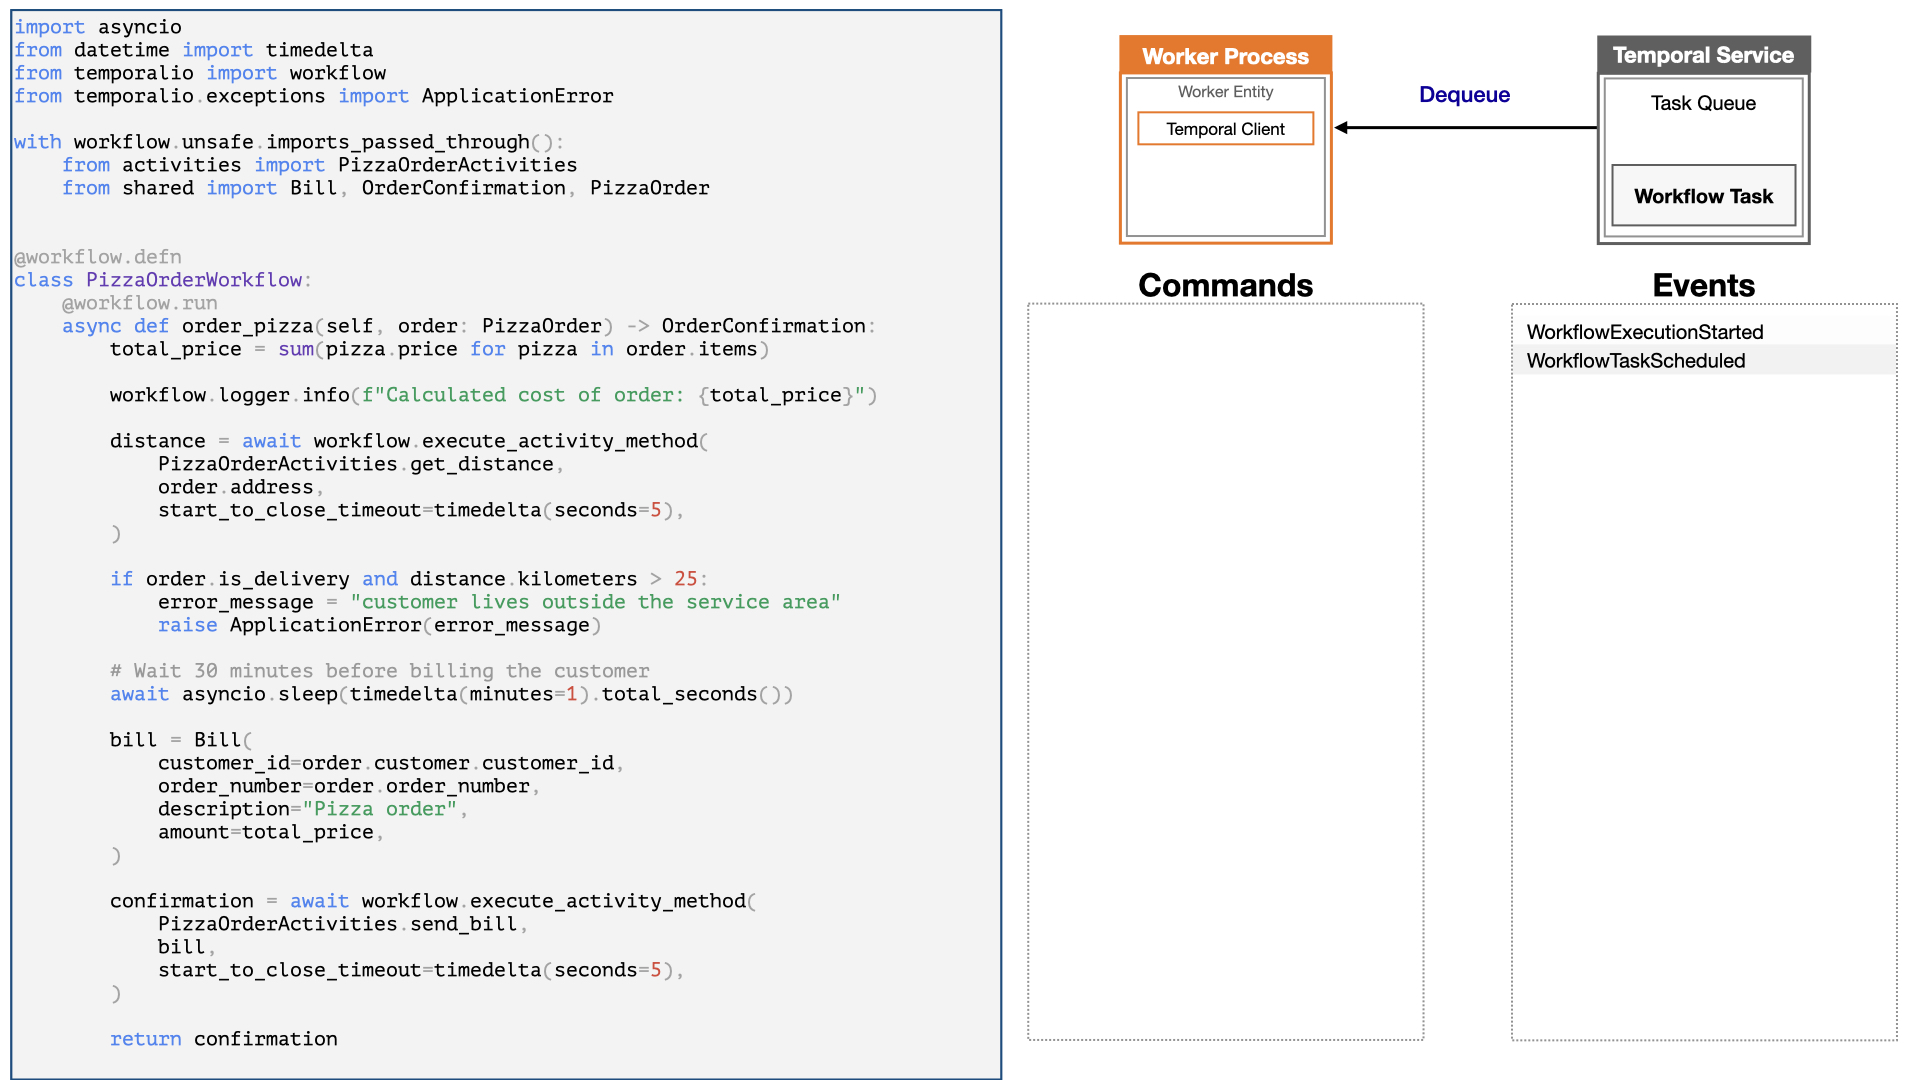 import asyncio
from datetime import timedelta
from temporalio import workflow
from temporalio.exceptions import ApplicationError

with workflow.unsafe.imports_passed_through():
    from activities import PizzaOrderActivities
    from shared import Bill, OrderConfirmation, PizzaOrder

@workflow.defn
class PizzaOrderWorkflow:
    @workflow.run
    async def order_pizza(self, order: PizzaOrder) -> OrderConfirmation:
        total_price = sum(pizza.price for pizza in order.items)

        workflow.logger.info(f"Calculated cost of order: {total_price}")

        distance = await workflow.execute_activity_method(
            PizzaOrderActivities.get_distance,
            order.address,
            start_to_close_timeout=timedelta(seconds=5),
        )

        if order.is_delivery and distance.kilometers > 25:
            error_message = "customer lives outside the service area"
            raise ApplicationError(error_message)

        # Wait 30 minutes before billing the customer
        await asyncio.sleep(timedelta(minutes=1).total_seconds())

        bill = Bill(
            customer_id=order.customer.customer_id,
            order_number=order.order_number,
            description="Pizza order",
            amount=total_price,
        )

        confirmation = await workflow.execute_activity_method(
            PizzaOrderActivities.send_bill,
            bill,
            start_to_close_timeout=timedelta(seconds=5),
        )

        return confirmation
Worker Process
Worker Entity
Temporal Client
Dequeue
Temporal Service
Task Queue
Workflow Task
Commands
Events
WorkflowExecutionStarted
WorkflowTaskScheduled